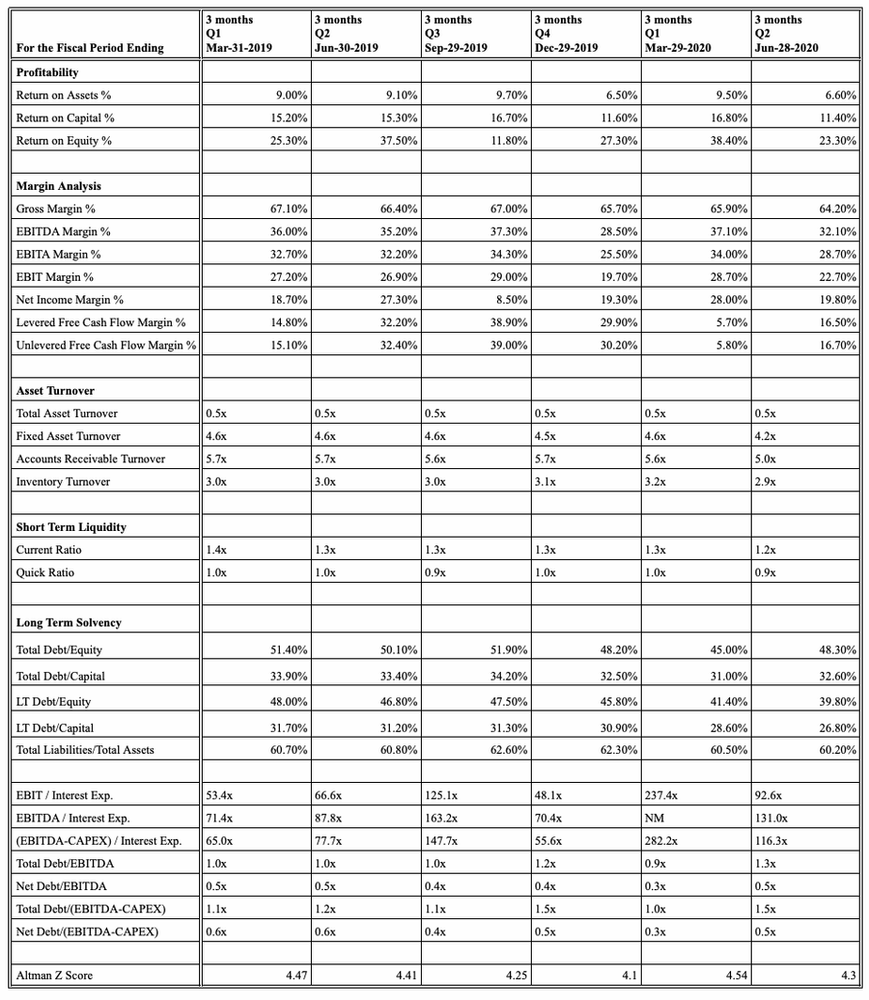 3 months 3 months 3 months 3 months 3 months 3 months
Q1 Q2 Q3 Q4 Q1 Q2
For the Fiscal Period Ending Mar-31-2019 Jun-30-2019 Sep-29-2019 Dec-29-2019 Mar-29-2020 Jun-28-2020
Profitability
Return on Assets % 9.00% 9.10% 9.70% 6.50% 9.50% 6.60%
Return on Capital % 15.20% 15.30% 16.70% 11.60% 16.80% 11.40%
Return on Equity % 25.30% 37.50% 11.80% 27.30% 38.40% 23.30%
Margin Analysis
Gross Margin % 67.10% 66.40% 67.00% 65.70% 65.90% 64.20%
EBITDA Margin % 36.00% 35.20% 37.30% 28.50% 37.10% 32.10%
EBITA Margin % 32.70% 32.20% 34.30% 25.50% 34.00% 28.70%
EBIT Margin % 27.20% 26.90% 29.00% 19.70% 28.70% 22.70%
Net Income Margin % 18.70% 27.30% 8.50% 19.30% 28.00% 19.80%
Levered Free Cash Flow Margin % 14.80% 32.20% 38.90% 29.90% 5.70% 16.50%
Unlevered Free Cash Flow Margin % 15.10% 32.40% 39.00% 30.20% 5.80% 16.70%
Asset Turnover
Total Asset Turnover 0.5x 0.5x 0.5x 0.5x 0.5x 0.5x
Fixed Asset Turnover 4.6x 4.6x 4.6x 4.5x 4.6x 4.2x
Accounts Receivable Turnover 5.7x 5.7x 5.6x 5.7x 5.6x 5.0x
Inventory Turnover 3.0x 3.0x 3.0x 3.1x 3.2x 2.9x
Short Term Liquidity
Current Ratio 1.4x 1.3x 1.3x 1.3x 1.3x 1.2x
Quick Ratio 1.0x 1.0x 0.9x 1.0x 1.0x 0.9x
Long Term Solvency
Total Debt/Equity 51.40% 50.10% 51.90% 48.20% 45.00% 48.30%
Total Debt/Capital 33.90% 33.40% 34.20% 32.50% 31.00% 32.60%
LT Debt/Equity 48.00% 46.80% 47.50% 45.80% 41.40% 39.80%
LT Debt/Capital 31.70% 31.20% 31.30% 30.90% 28.60% 26.80%
Total Liabilities/Total Assets 60.70% 60.80% 62.60% 62.30% 60.50% 60.20%
EBIT / Interest Exp. 53.4x 66.6x 125.1x 48.1x 237.4x 92.6x
EBITDA / Interest Exp. 71.4x 87.8x 163.2x 70.4x NM 131.0x
(EBITDA-CAPEX) / Interest Exp. 65.0x 77.7x 147.7x 55.6x 282.2x 116.3x
Total Debt/EBITDA 1.0x 1.0x 1.0x 1.2x 0.9x 1.3x
Net Debt/EBITDA 0.5x 0.5x 0.4x 0.4x 0.3x 0.5x
Total Debt/(EBITDA-CAPEX) 1.1x 1.2x 1.1x 1.5x 1.0x 1.5x
Net Debt/(EBITDA-CAPEX) 0.6x 0.6x 0.4x 0.5x 0.3x 0.5x
Altman Z Score 4.47 4.41 4.25 4.1 4.54 4.3